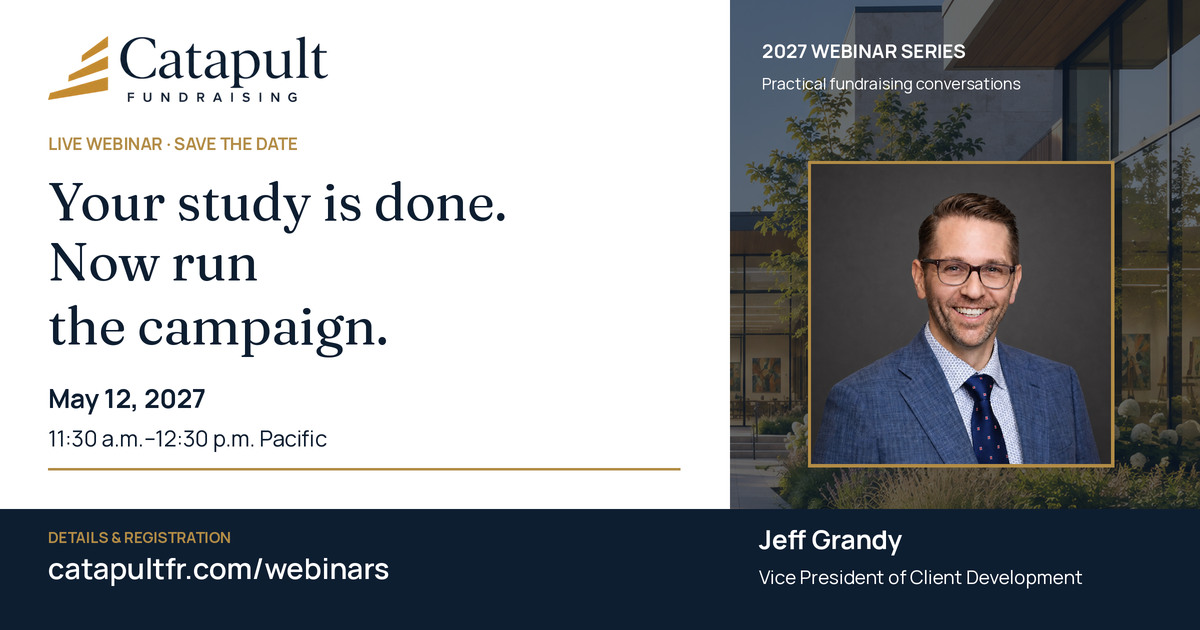 Catapult
FUNDRAISING
LIVE WEBINAR · SAVE THE DATE
Your study is done.
Now run
the campaign.
May 12, 2027
11:30 a.m.–12:30 p.m. Pacific
DETAILS & REGISTRATION
catapultfr.com/webinars
2027 WEBINAR SERIES
Practical fundraising conversations
Jeff Grandy
Vice President of Client Development